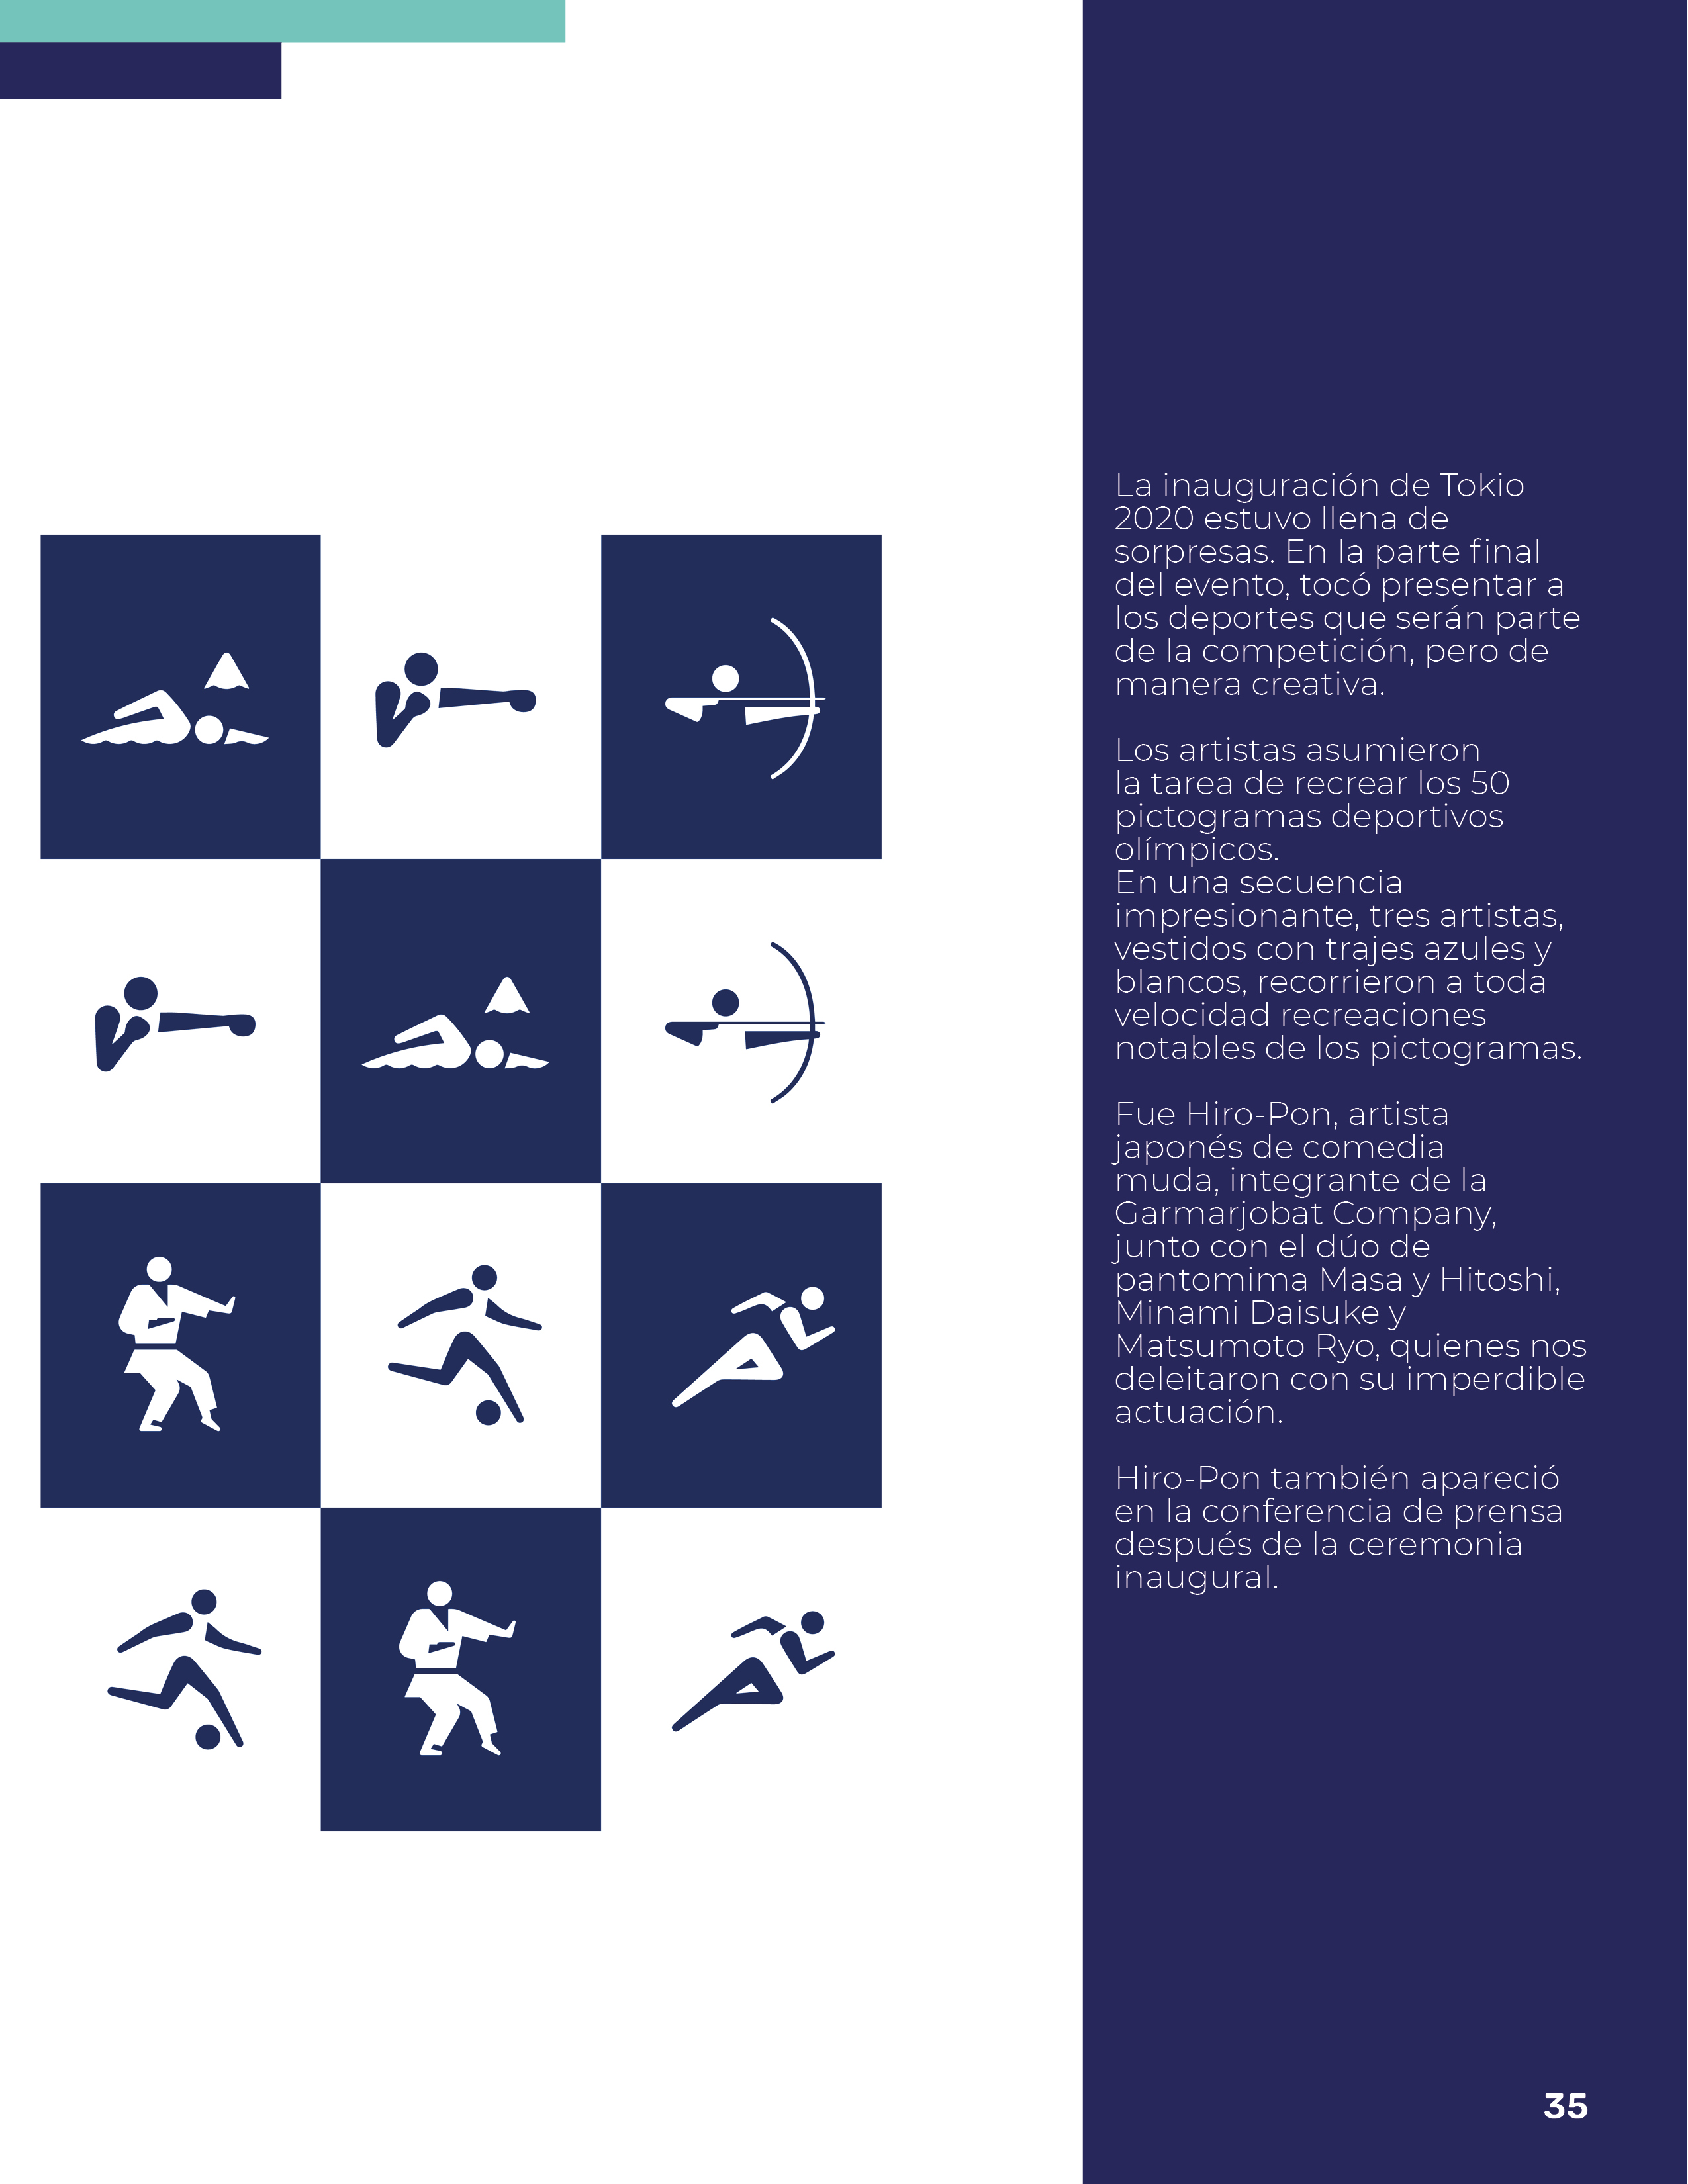 La inauguración de Tokio
2020 estuvo llena de
sorpresas. En la parte final
del evento, tocó presentar a
los deportes que serán parte
de la competición, pero de
manera creativa.
Los artistas asumieron
la tarea de recrear los 50
pictogramas deportivos
olímpicos.
En una secuencia
impresionante, tres artistas,
vestidos con trajes azules y
blancos, recorrieron a toda
velocidad recreaciones
notables de los pictogramas.
Fue Hiro-Pon, artista
japonés de comedia
muda, integrante de la
Garmarjobat Company,
junto con el dúo de
pantomima Masa y Hitoshi,
Minami Daisuke y
Matsumoto Ryo, quienes nos
deleitaron con su imperdible
actuación.
Hiro-Pon también apareció
en la conferencia de prensa
después de la ceremonia
inaugural.
35